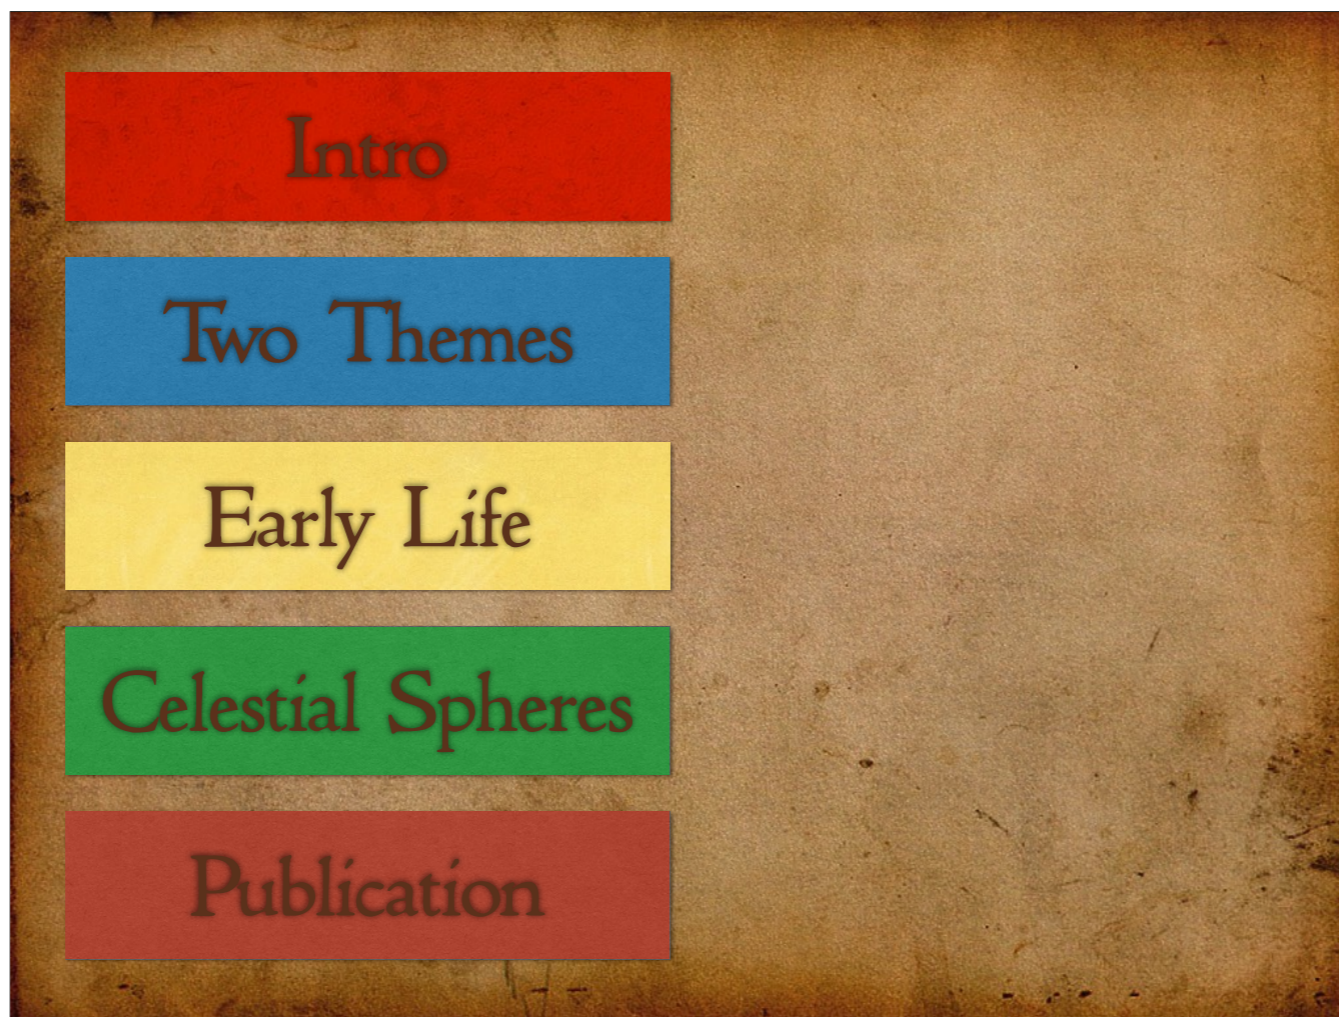 Intro
Two Themes
Early Life
Celestial Spheres
Publication